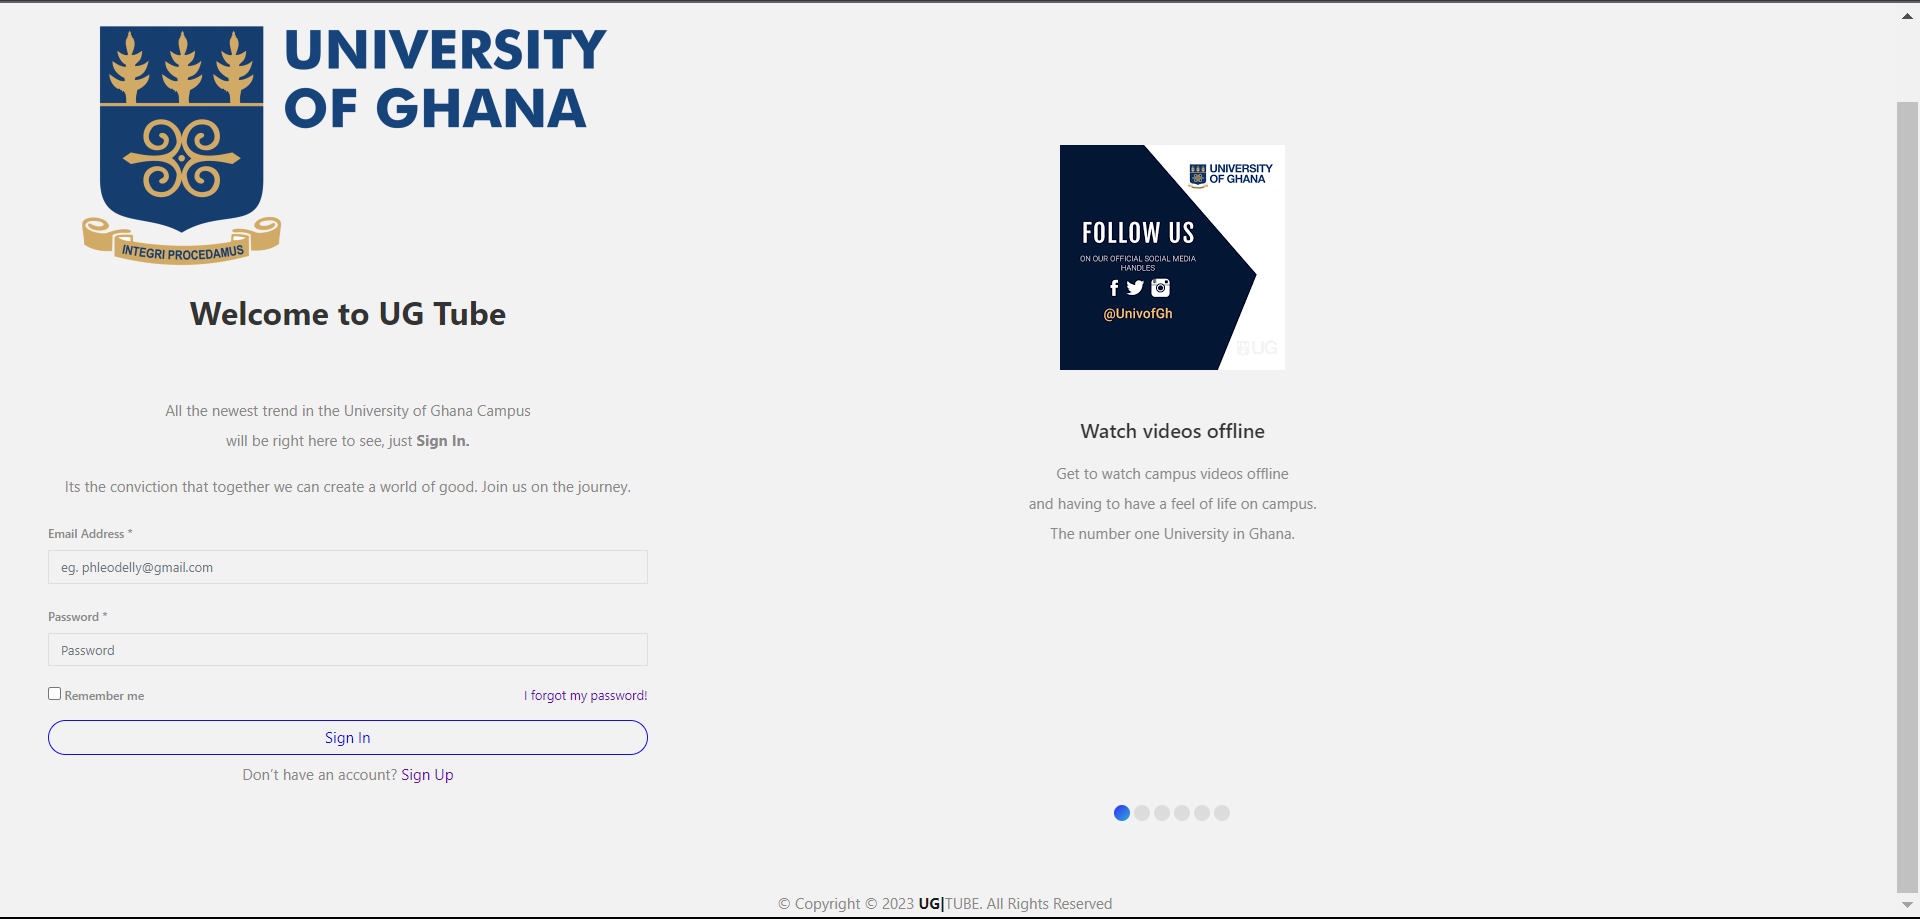 UNIVERSITY
OF GHANA
INTEGRI PROCEDAMUS
Welcome to UG Tube
All the newest trend in the University of Ghana Campus
will be right here to see, just Sign In.
Its the conviction that together we can create a world of good. Join us on the journey.
Email Address *
eg. phleodelly@gmail.com
Password *
Password
Remember me
I forgot my password!
Sign In
Don't have an account? Sign Up
UNIVERSITY
OF GHANA
FOLLOW US
ON OUR OFFICIAL SOCIAL MEDIA
HANDLES
@UnivofGh
UG
Watch videos offline
Get to watch campus videos offline
and having to have a feel of life on campus.
The number one University in Ghana.
© Copyright © 2023 UG|TUBE. All Rights Reserved